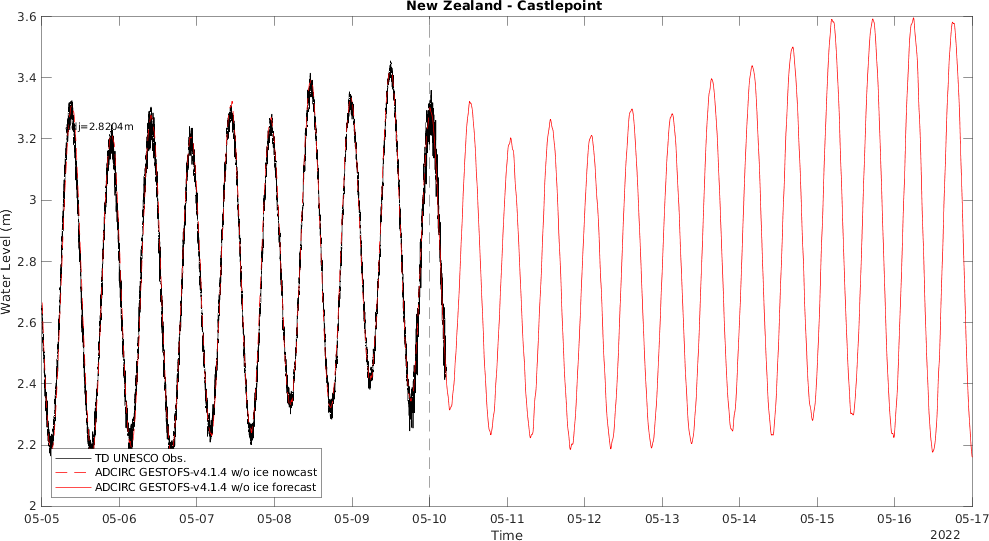 New Zealand - Castlepoint
3.6
3.4
3.2
3
2.8
2.6
2.4
2.2
2
Water Level (m)
j=2.8204m
TD UNESCO Obs.
ADCIRC GESTOFS-v4.1.4 w/o ice nowcast
ADCIRC GESTOFS-v4.1.4 w/o ice forecast
05-05 05-06 05-07 05-08 05-09 05-10 05-11 05-12 05-13 05-14 05-15 05-16 05-17
Time
2022